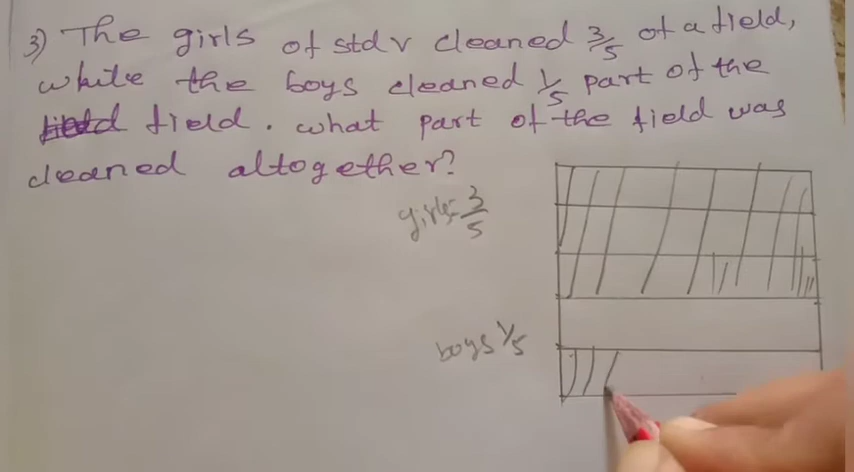 3) The girls of std v cleaned 3/5 of a field,
while the boys cleaned 1/5 part of the
field. what part of the field was
cleaned altogether?
girls = 3/5
boys 1/5